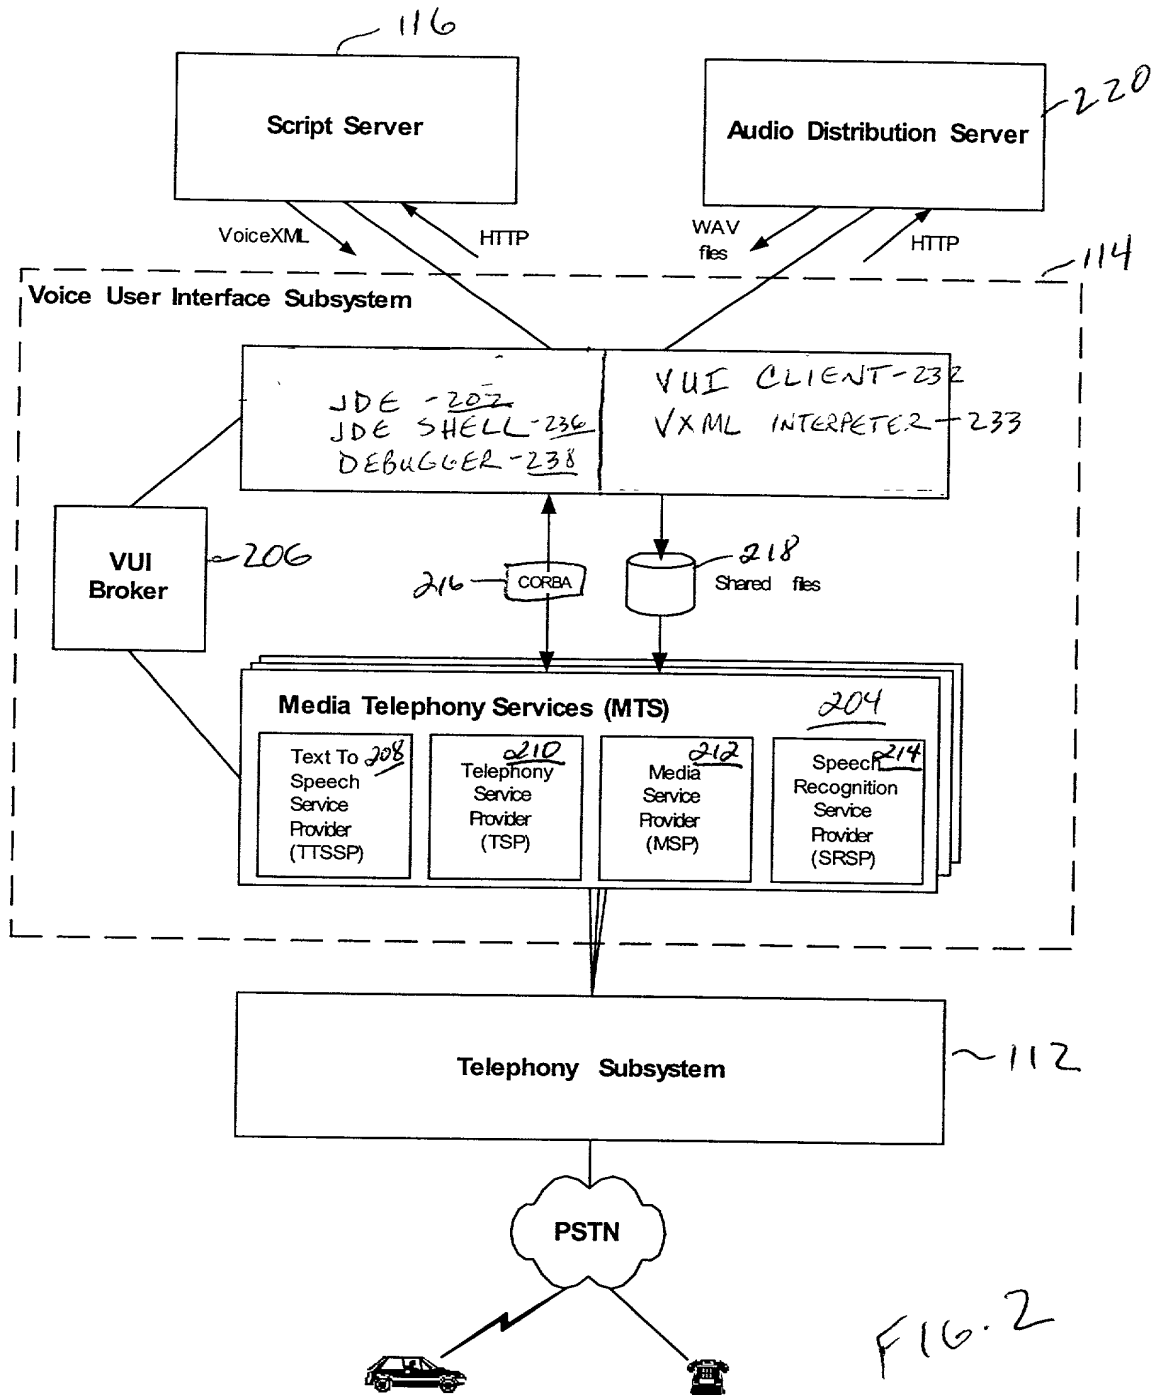 116
Script Server
220
Audio Distribution Server
VoiceXML
HTTP
WAV
files
HTTP
114
Voice User Interface Subsystem
JDE - 202
JDE SHELL - 236
DEBUGGER - 238
VUI CLIENT - 232
VXML INTERPETER - 233
VUI
Broker
206
216
CORBA
218
Shared files
Media Telephony Services (MTS)
204
Text To 208
Speech
Service
Provider
(TTSSP)
210
Telephony
Service
Provider
(TSP)
212
Media
Service
Provider
(MSP)
Speech 214
Recognition
Service
Provider
(SRSP)
Telephony Subsystem
112
PSTN
FIG. 2